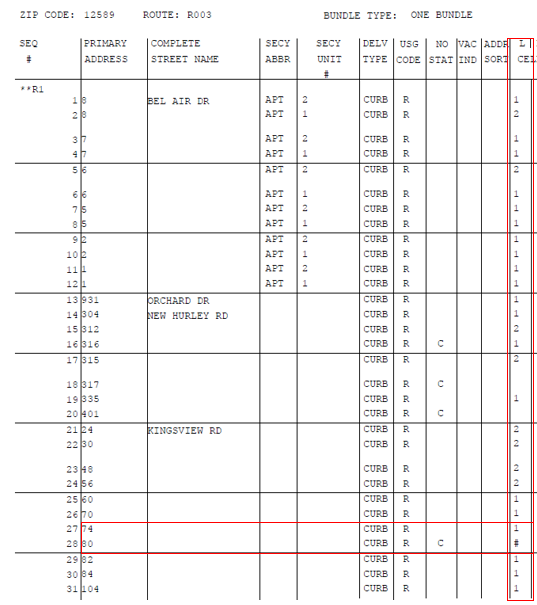 ZIP CODE: 12589 ROUTE: R003 BUNDLE TYPE: ONE BUNDLE
SEQ PRIMARY COMPLETE SECY SECY DELV USG NO VAC ADDR L
# ADDRESS STREET NAME ABBR UNIT TYPE CODE STAT IND SORT CEL
#
**R1
1 8 BEL AIR DR APT 2 CURB R 1
2 8 APT 1 CURB R 2
3 7 APT 2 CURB R 1
4 7 APT 1 CURB R 1
5 6 APT 2 CURB R 2
6 6 APT 1 CURB R 1
7 5 APT 2 CURB R 1
8 5 APT 1 CURB R 1
9 2 APT 2 CURB R 1
10 2 APT 1 CURB R 1
11 1 APT 2 CURB R 1
12 1 APT 1 CURB R 1
13 931 ORCHARD DR CURB R 1
14 304 NEW HURLEY RD CURB R 1
15 312 CURB R 2
16 316 CURB R C 1
17 315 CURB R 2
18 317 CURB R C
19 335 CURB R 1
20 401 CURB R C
21 24 KINGSVIEW RD CURB R 2
22 30 CURB R 2
23 48 CURB R 2
24 56 CURB R 2
25 60 CURB R 1
26 70 CURB R 1
27 74 CURB R 1
28 80 CURB R C #
29 82 CURB R 1
30 84 CURB R 1
31 104 CURB R 1